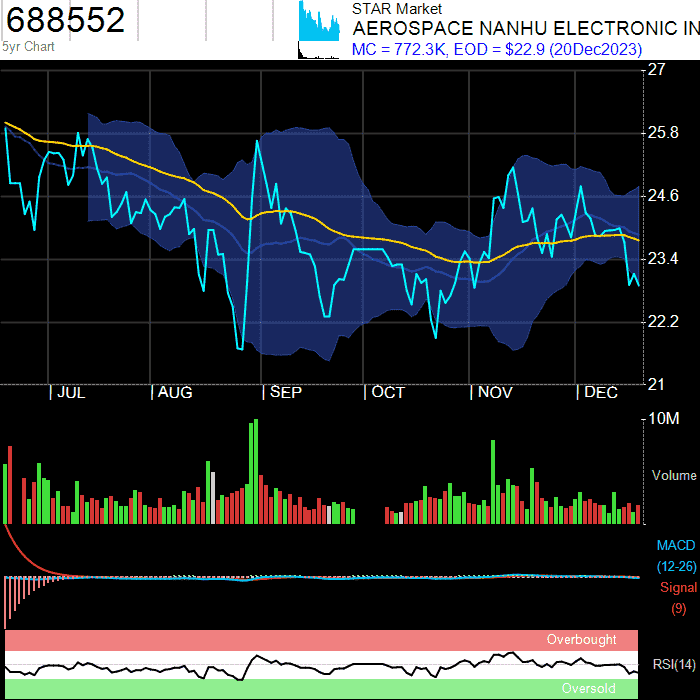 688552
5yr Chart
STAR Market
AEROSPACE NANHU ELECTRONIC IN
MC = 772.3K, EOD = $22.9 (20Dec2023)
27
25.8
24.6
23.4
22.2
21
| JUL | AUG | SEP | OCT | NOV | DEC
10M
Volume
MACD
(12-26)
Signal
(9)
Overbought
RSI(14)
Oversold